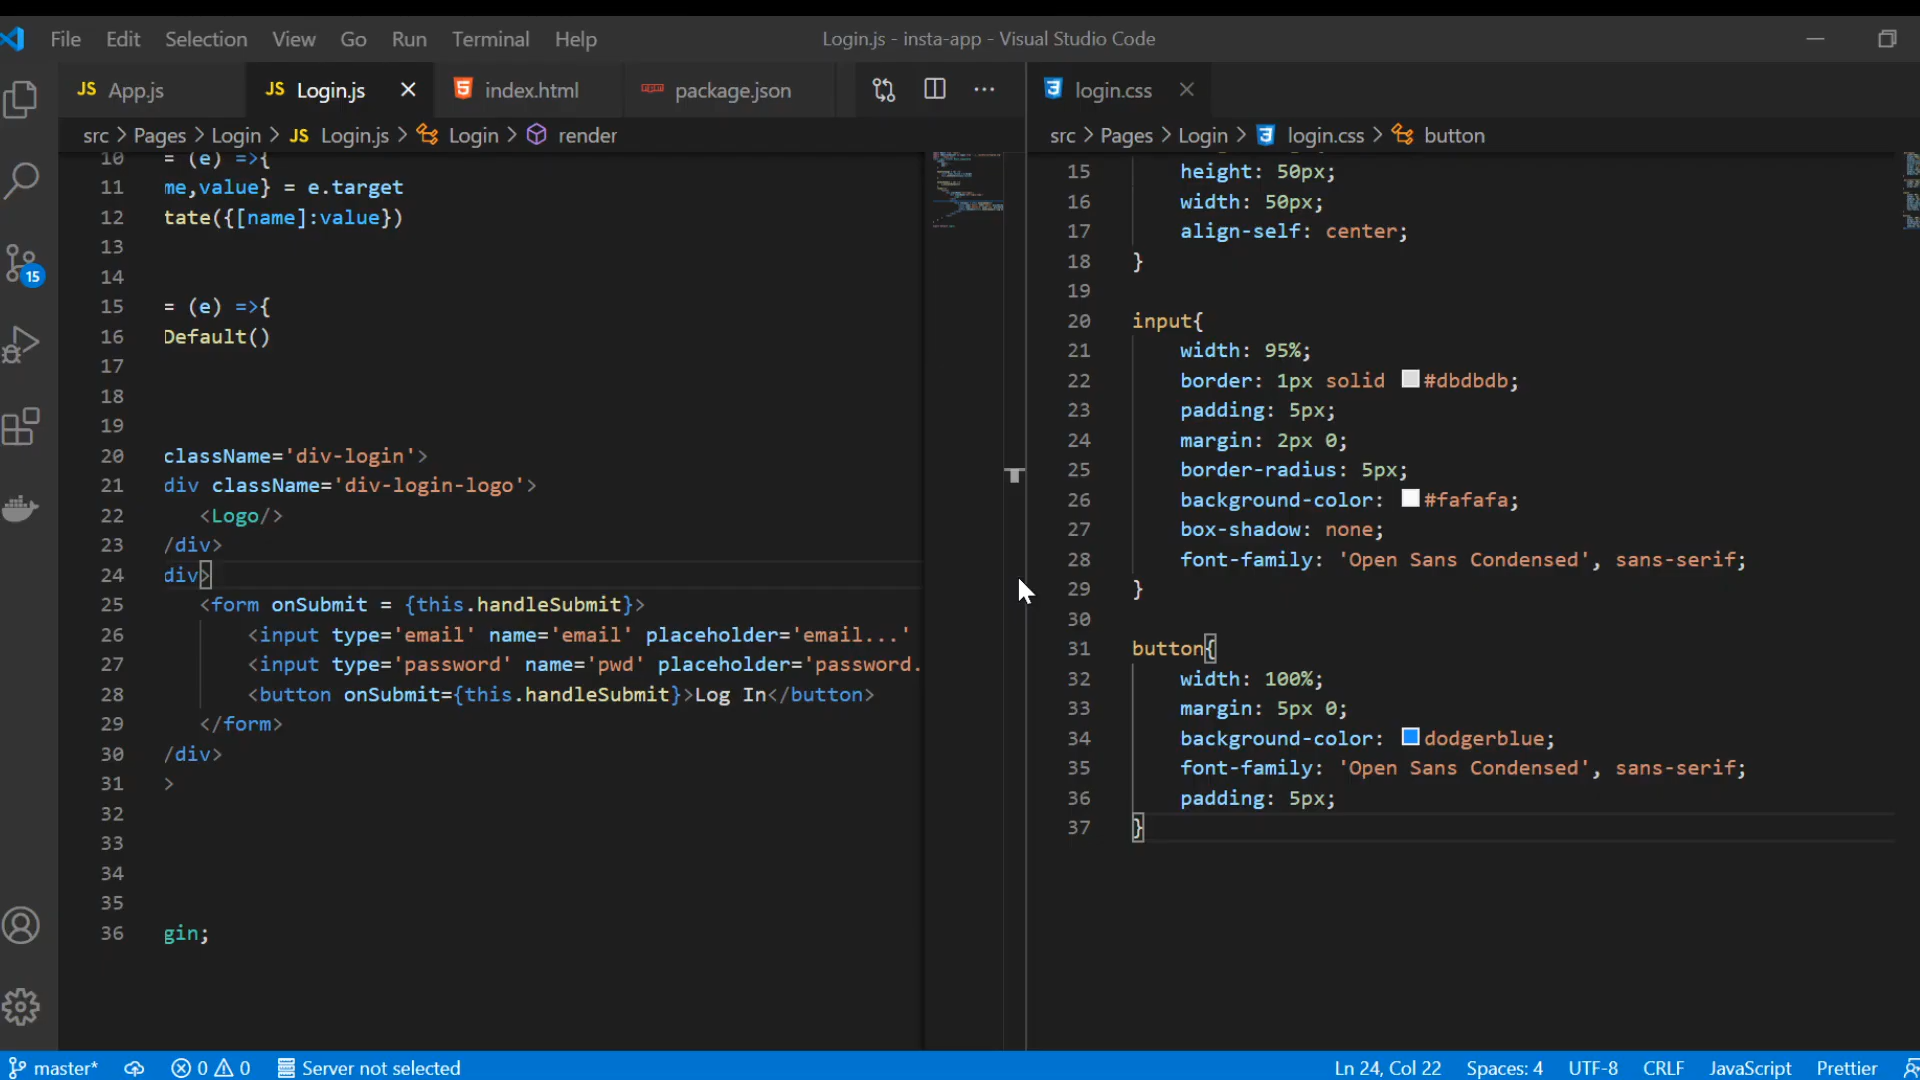 File Edit Selection View Go Run Terminal Help Login.js - insta-app - Visual Studio Code
JS App.js JS Login.js index.html package.json
login.css
src > Pages > Login > JS Login.js > Login > render
src > Pages > Login > login.css > button
10 = (e) =>{
11 me,value} = e.target
12 tate({[name]:value})
13
14
15 = (e) =>{
16 Default()
17
18
19
20 className='div-login'>
21 div className='div-login-logo'>
22 <Logo/>
23 /div>
24 div>
25 <form onSubmit = {this.handleSubmit}>
26 <input type='email' name='email' placeholder='email...'
27 <input type='password' name='pwd' placeholder='password.
28 <button onSubmit={this.handleSubmit}>Log In</button>
29 </form>
30 /div>
31 >
32
33
34
35
36 gin;
15 height: 50px;
16 width: 50px;
17 align-self: center;
18 }
19
20 input{
21 width: 95%;
22 border: 1px solid #dbdbdb;
23 padding: 5px;
24 margin: 2px 0;
25 border-radius: 5px;
26 background-color: #fafafa;
27 box-shadow: none;
28 font-family: 'Open Sans Condensed', sans-serif;
29 }
30
31 button{
32 width: 100%;
33 margin: 5px 0;
34 background-color: dodgerblue;
35 font-family: 'Open Sans Condensed', sans-serif;
36 padding: 5px;
37 }
15
master* 0 0 Server not selected
Ln 24, Col 22 Spaces: 4 UTF-8 CRLF JavaScript Prettier